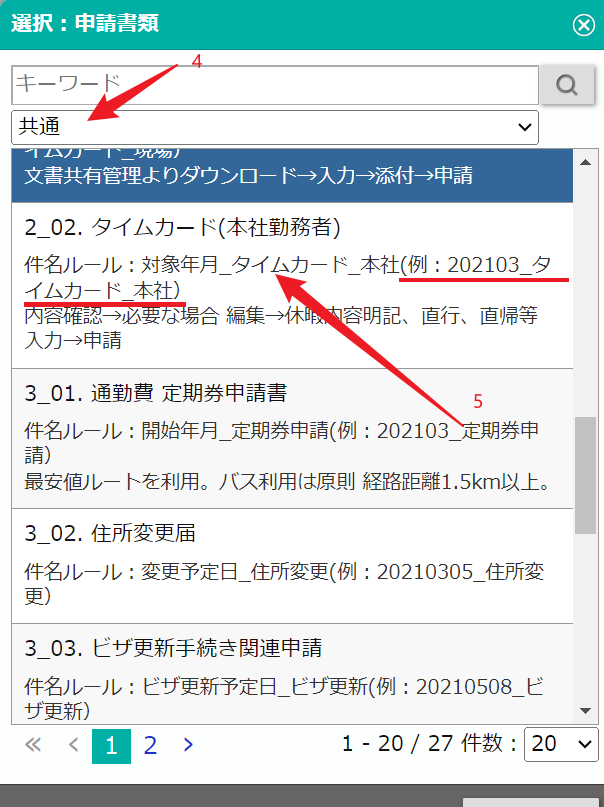 選択：申請書類
4
キーワード
共通
イムカード_現場）
文書共有管理よりダウンロード→入力→添付→申請
2_02. タイムカード(本社勤務者)
件名ルール：対象年月_タイムカード_本社(例：202103_タ
イムカード_本社）
内容確認→必要な場合 編集→休暇内容明記、直行、直帰等
入力→申請
5
3_01. 通勤費 定期券申請書
件名ルール：開始年月_定期券申請(例：202103_定期券申
請）
最安値ルートを利用。バス利用は原則 経路距離1.5km以上。
3_02. 住所変更届
件名ルール：変更予定日_住所変更(例：20210305_住所変
更）
3_03. ビザ更新手続き関連申請
件名ルール：ビザ更新予定日_ビザ更新(例：20210508_ビ
ザ更新）
« < 1 2 > 1 - 20 / 27 件数： 20